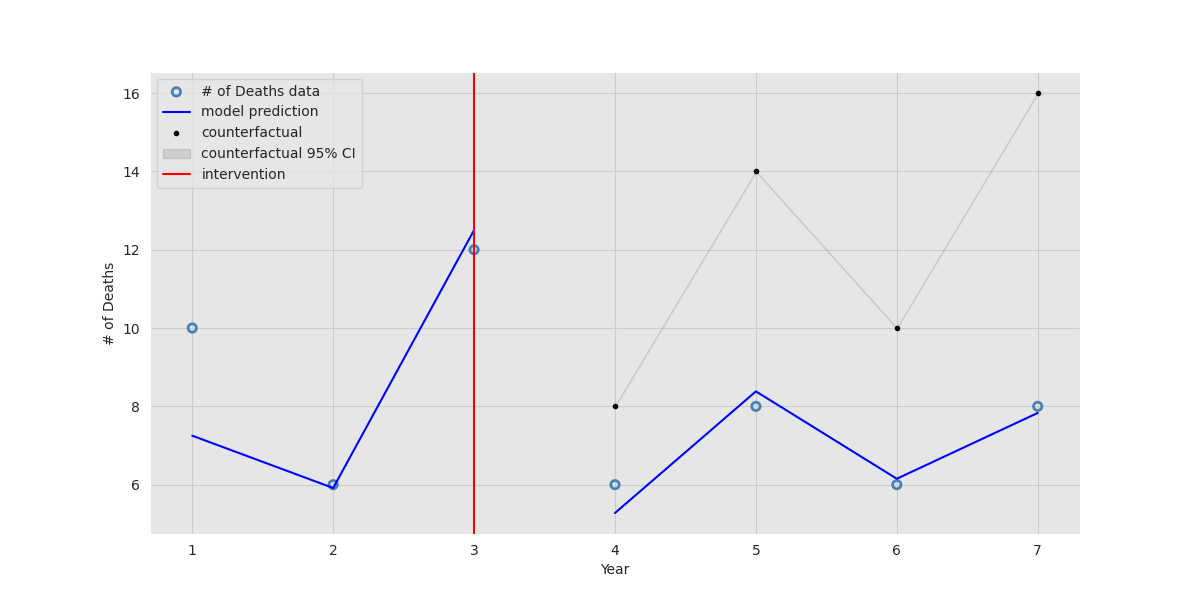 # of Deaths data
model prediction
counterfactual
counterfactual 95% CI
intervention
16
14
12
10
8
6
# of Deaths
1 2 3 4 5 6 7
Year